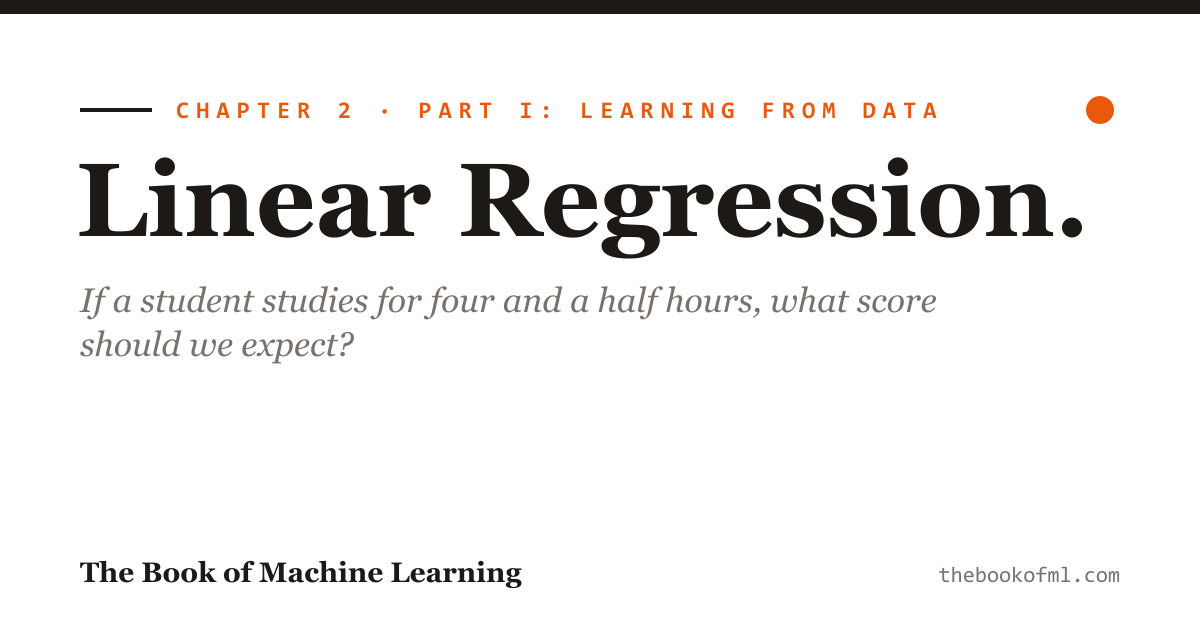 CHAPTER 2 · PART I: LEARNING FROM DATA
Linear Regression.
If a student studies for four and a half hours, what score
should we expect?
The Book of Machine Learning
thebookofml.com